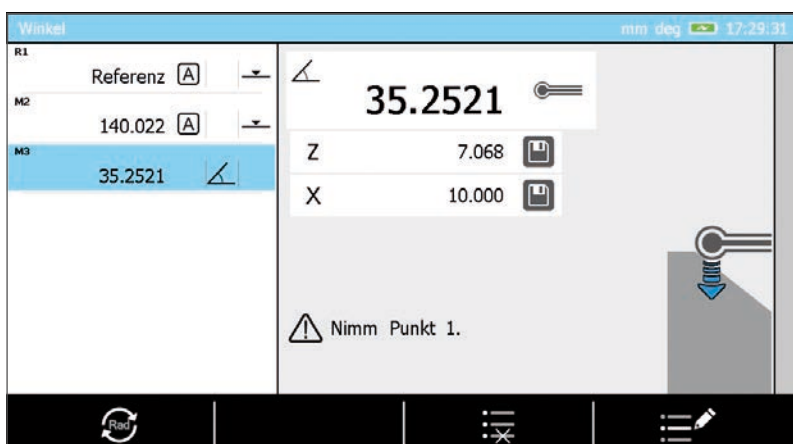 Winkel
mm deg 17:29:31
R1
Referenz A
M2
140.022 A
M3
35.2521
35.2521
Z 7.068
X 10.000
Nimm Punkt 1.
Rad